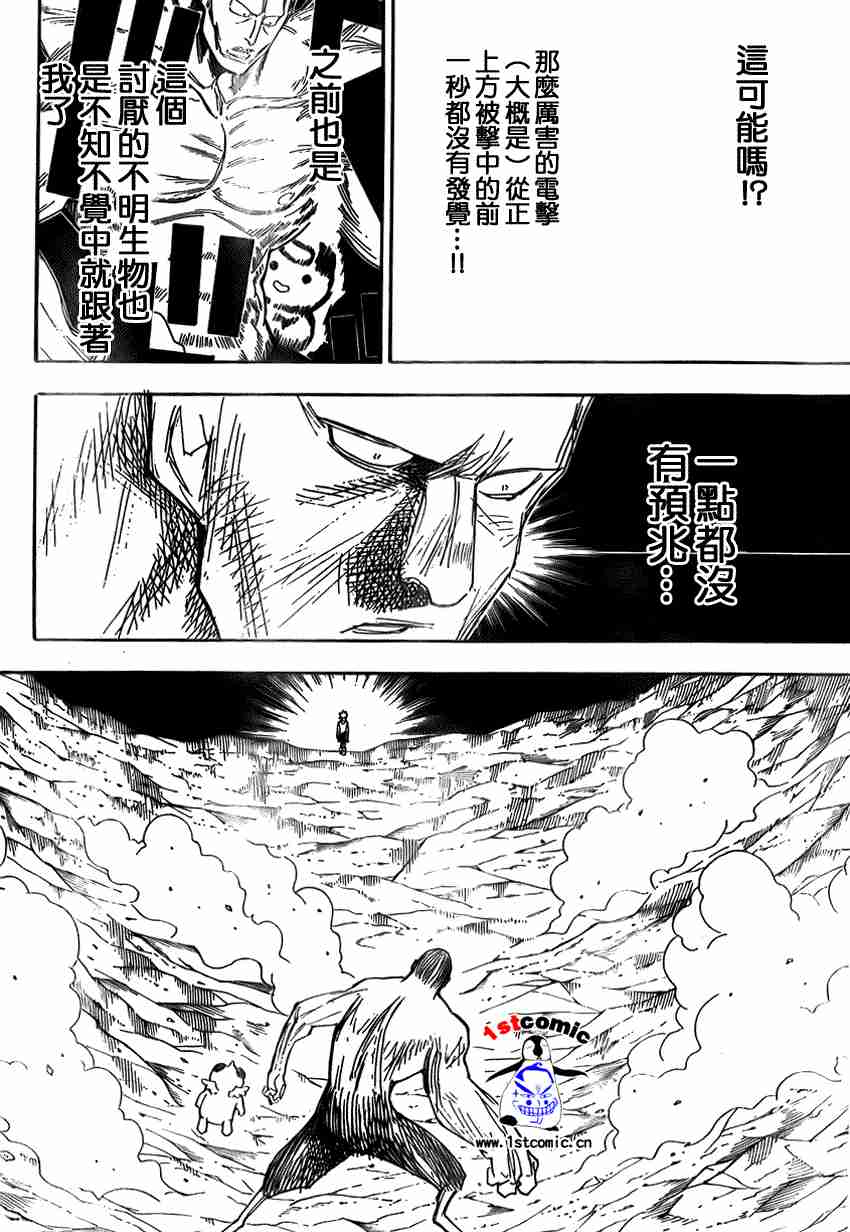 這可能嗎!?
那麼厲害的電擊
（大概是）從正
上方被擊中的前
一秒都沒有發覺…!!
之前也是
這個
討厭的不明生物也
是不知不覺中就跟著
我了
一點都沒
有預兆…
1stcomic
www.1stcomic.cn